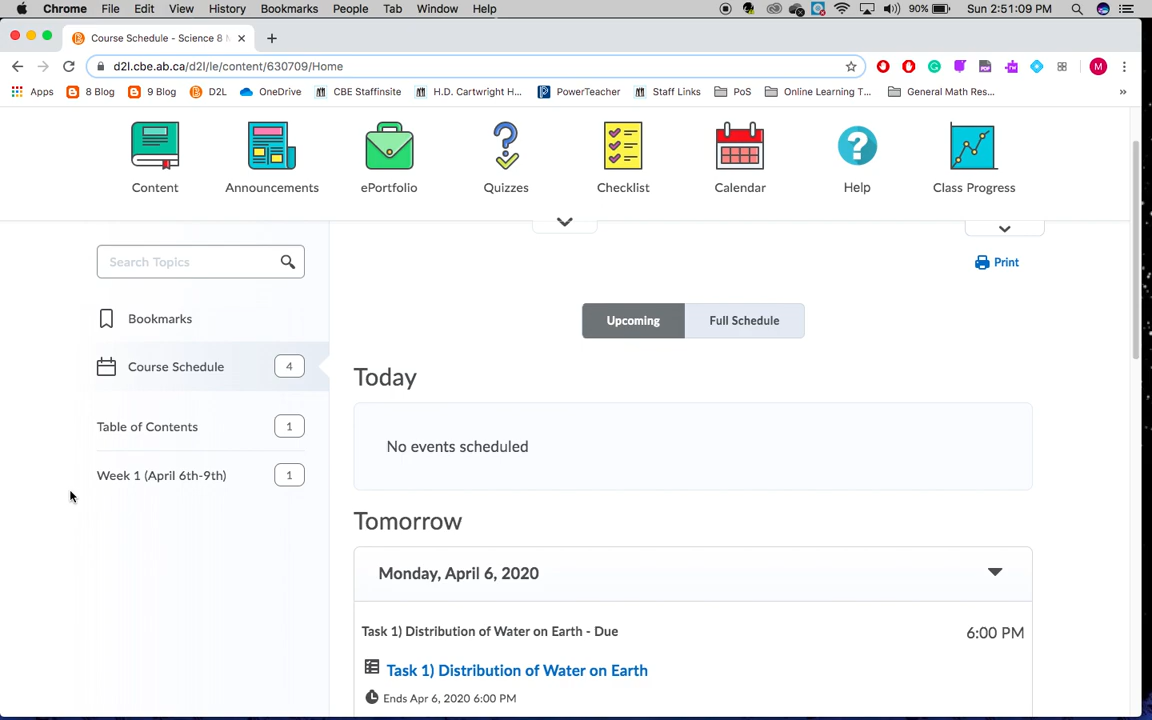 Chrome File Edit View History Bookmarks People Tab Window Help 90% Sun 2:51:09 PM
Course Schedule - Science 8
d2l.cbe.ab.ca/d2l/le/content/630709/Home
Apps 8 Blog 9 Blog D2L OneDrive CBE Staffinsite H.D. Cartwright H... PowerTeacher Staff Links PoS Online Learning T... General Math Res... »
Content Announcements ePortfolio Quizzes Checklist Calendar Help Class Progress
Search Topics
Print
Bookmarks
Upcoming Full Schedule
Course Schedule 4
Today
Table of Contents 1
No events scheduled
Week 1 (April 6th-9th) 1
Tomorrow
Monday, April 6, 2020
Task 1) Distribution of Water on Earth - Due 6:00 PM
Task 1) Distribution of Water on Earth
Ends Apr 6, 2020 6:00 PM